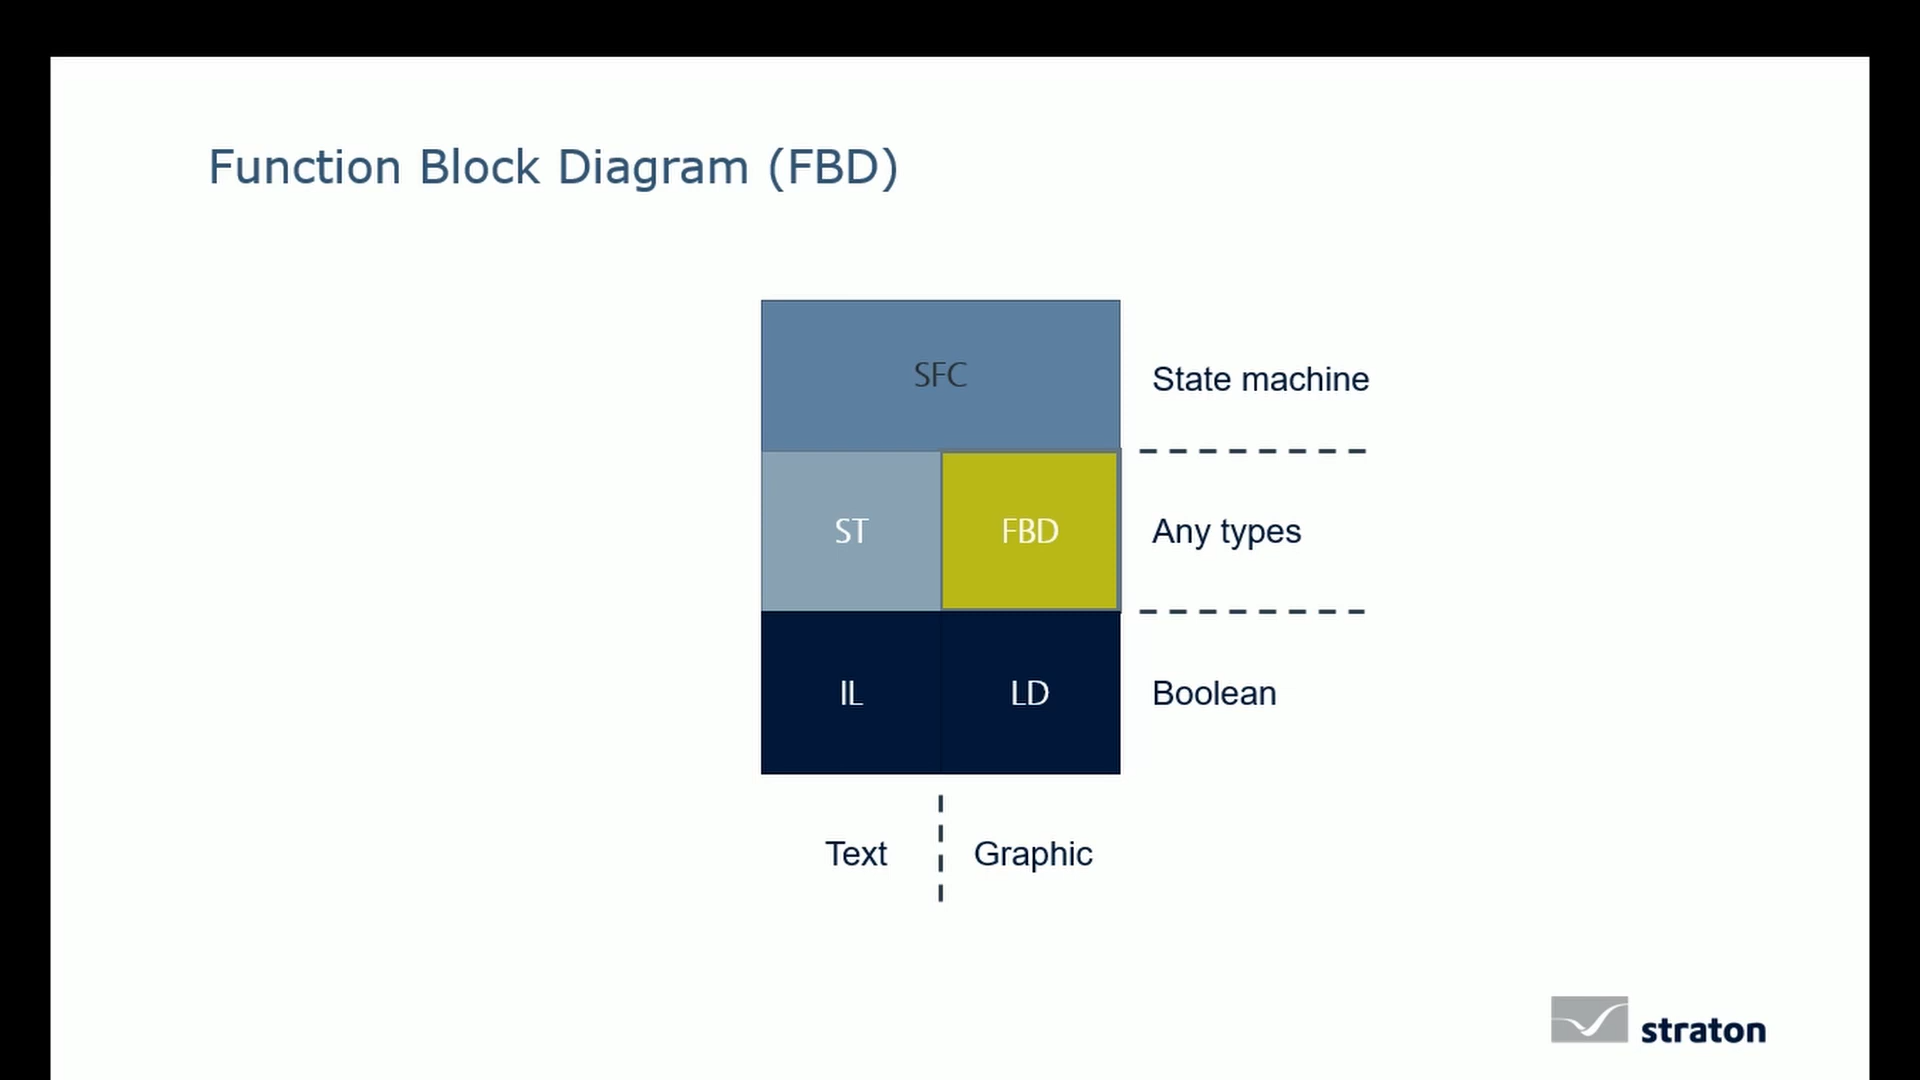 Function Block Diagram (FBD)
SFC
State machine
ST
FBD
Any types
IL
LD
Boolean
Text
Graphic
straton